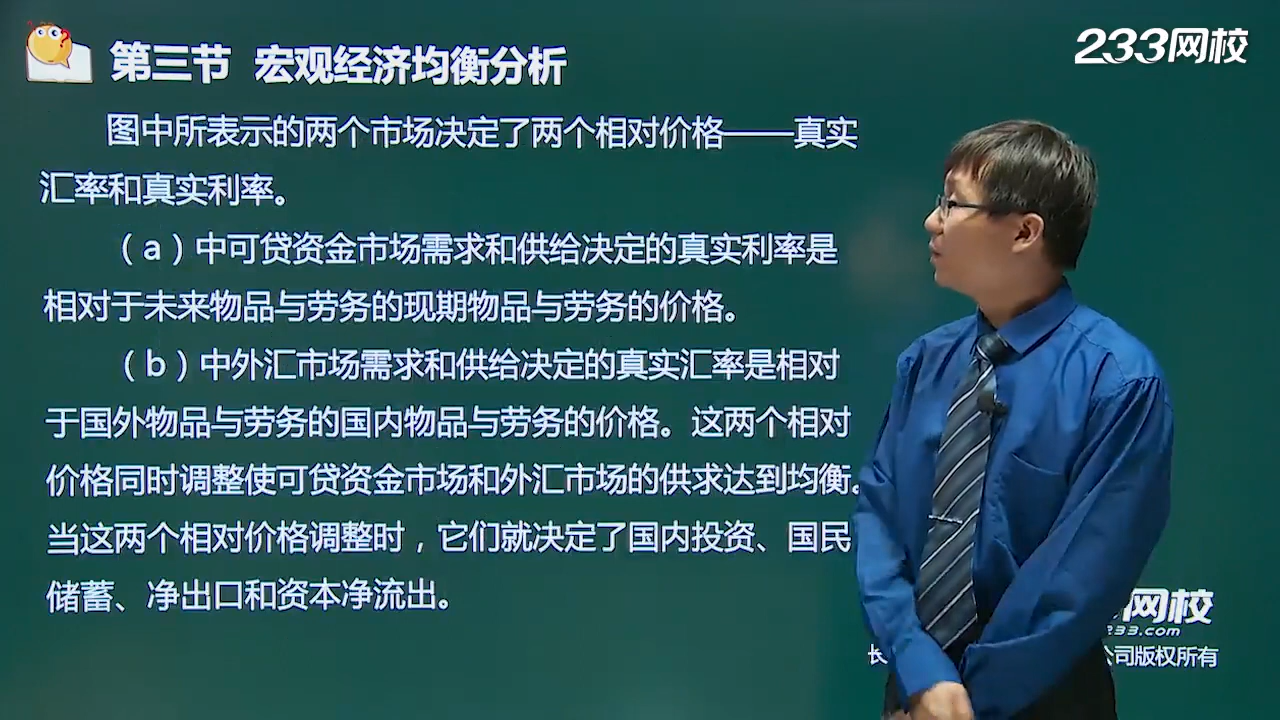 233网校
第三节 宏观经济均衡分析
图中所表示的两个市场决定了两个相对价格——真实
汇率和真实利率。
（a）中可贷资金市场需求和供给决定的真实利率是
相对于未来物品与劳务的现期物品与劳务的价格。
（b）中外汇市场需求和供给决定的真实汇率是相对
于国外物品与劳务的国内物品与劳务的价格。这两个相对
价格同时调整使可贷资金市场和外汇市场的供求达到均衡。
当这两个相对价格调整时，它们就决定了国内投资、国民
储蓄、净出口和资本净流出。
网校
233.com
长
公司版权所有